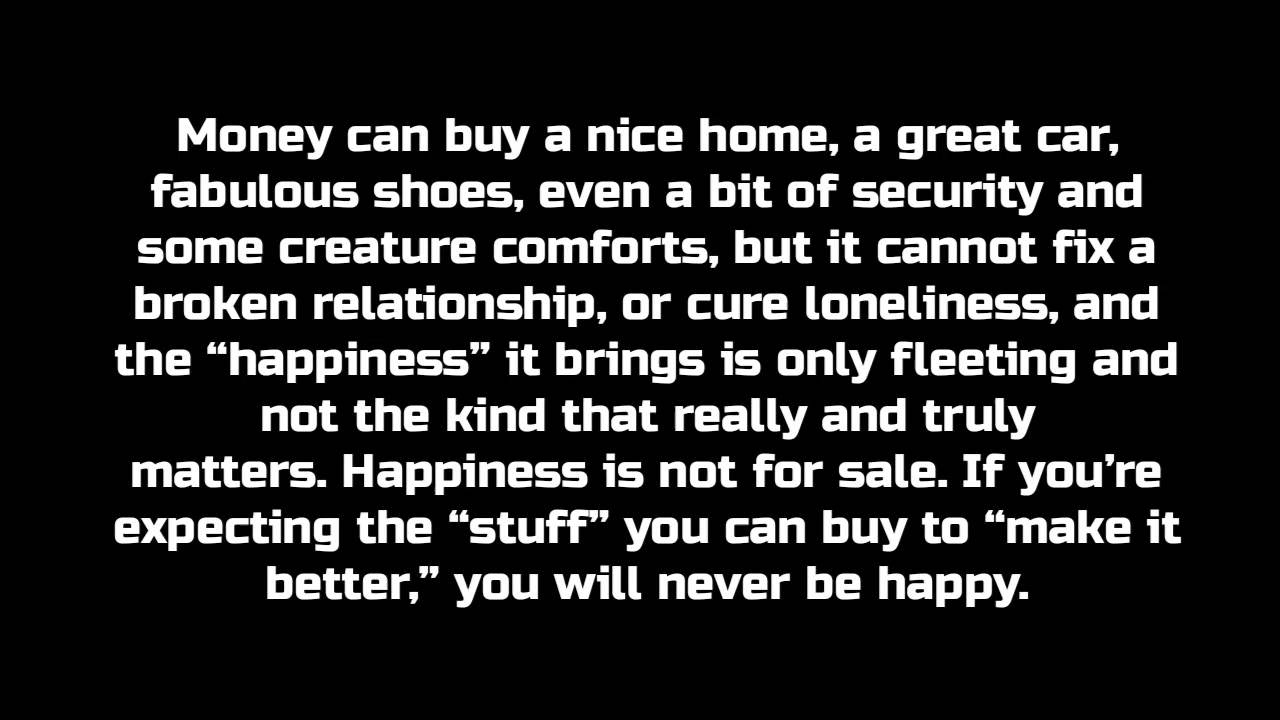 Money can buy a nice home, a great car,
fabulous shoes, even a bit of security and
some creature comforts, but it cannot fix a
broken relationship, or cure loneliness, and
the “happiness” it brings is only fleeting and
not the kind that really and truly
matters. Happiness is not for sale. If you’re
expecting the “stuff” you can buy to “make it
better,” you will never be happy.